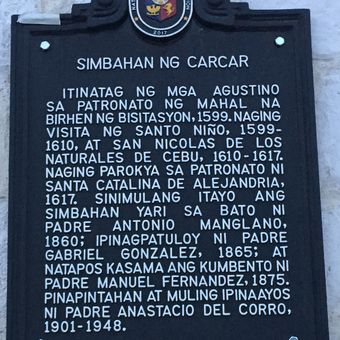 2017
SIMBAHAN NG CARCAR
ITINATAG NG MGA AGUSTINO
SA PATRONATO NG MAHAL NA
BIRHEN NG BISITASYON, 1599. NAGING
VISITA NG SANTO NIÑO, 1599-
1610, AT SAN NICOLAS DE LOS
NATURALES DE CEBU, 1610-1617.
NAGING PAROKYA SA PATRONATO NI
SANTA CATALINA DE ALEJANDRIA,
1617. SINIMULANG ITAYO ANG
SIMBAHAN YARI SA BATO NI
PADRE ANTONIO MANGLANO,
1860; IPINAGPATULOY NI PADRE
GABRIEL GONZALEZ, 1865; AT
NATAPOS KASAMA ANG KUMBENTO NI
PADRE MANUEL FERNANDEZ, 1875.
PINAPINTAHAN AT MULING IPINAAYOS
NI PADRE ANASTACIO DEL CORRO,
1901-1948.